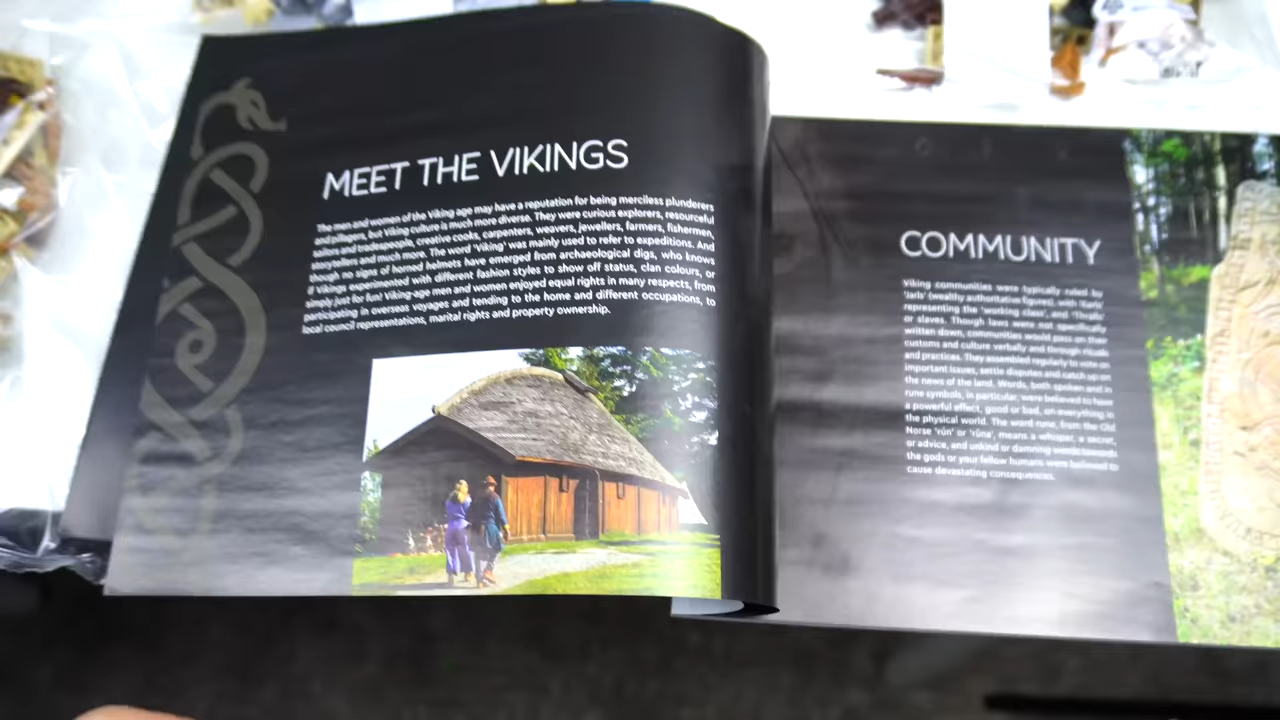 MEET THE VIKINGS
The men and women of the Viking age may have a reputation for being merciless plunderers
and pillagers, but Viking culture is much more diverse. They were curious explorers, resourceful
sailors and tradespeople, creative cooks, carpenters, weavers, jewellers, farmers, fishermen,
storytellers and much more. The word 'Viking' was mainly used to refer to expeditions. And
though no signs of horned helmets have emerged from archaeological digs, who knows
if Vikings experimented with different fashion styles to show off status, clan colours, or
simply just for fun! Viking-age men and women enjoyed equal rights in many respects, from
participating in overseas voyages and tending to the home and different occupations, to
local council representations, marital rights and property ownership.
COMMUNITY
Viking communities were typically ruled by
'Jarls' (wealthy authoritative figures), with 'Karls'
representing the 'working class', and 'Thralls'
or slaves. Though laws were not specifically
written down, communities would pass on their
customs and culture verbally and through rituals
and practices. They assembled regularly to vote on
important issues, settle disputes and catch up on
the news of the land. Words, both spoken and in
rune symbols, in particular, were believed to have
a powerful effect, good or bad, on everything in
the physical world. The word rune, from the Old
Norse 'rún' or 'rūne', means a whisper, a secret,
or advice, and unkind or damning words towards
the gods or your fellow humans were believed to
cause devastating consequences.